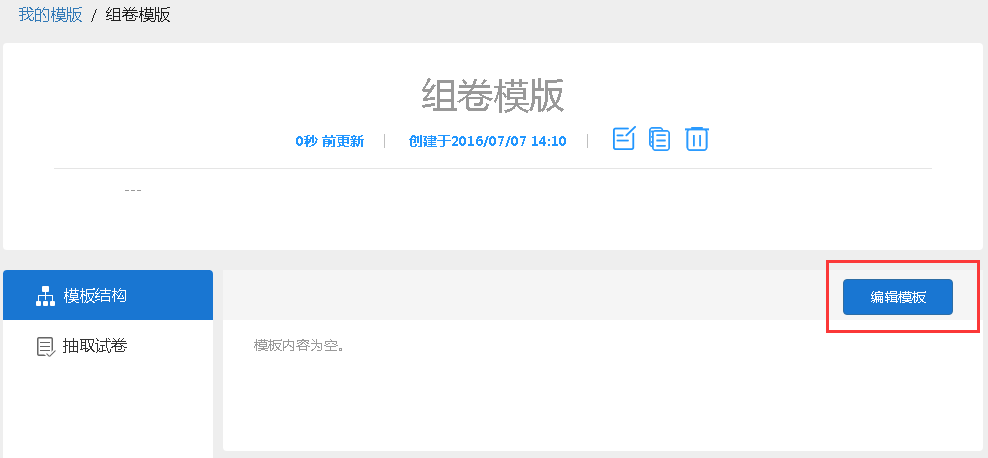 我的模版 / 组卷模版
组卷模版
0秒 前更新 | 创建于2016/07/07 14:10 |
---
模板结构
编辑模板
抽取试卷
模板内容为空。